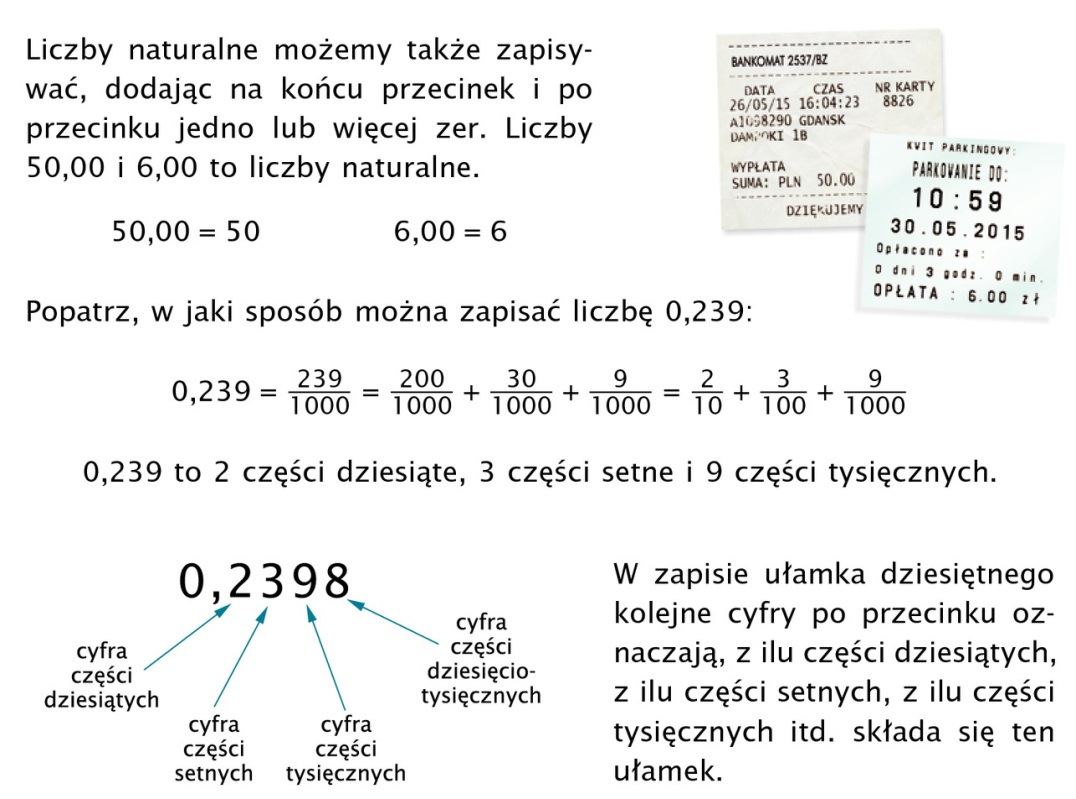 Liczby naturalne możemy także zapisy-
wać, dodając na końcu przecinek i po
przecinku jedno lub więcej zer. Liczby
50,00 i 6,00 to liczby naturalne.
50,00 = 50
6,00 = 6
BANKOMAT 2537/BZ
DATA CZAS NR KARTY
26/05/15 16:04:23 8826
A1098290 GDANSK
1B
WYPŁATA
SUMA: PLN 50.00
DZIĘKUJEMY
KWIT PARKINGOWY:
PARKOWANIE DO:
10:59
30.05.2015
Opłacono za :
0 dni 3 godz. 0 min.
OPŁATA : 6.00 zł
Popatrz, w jaki sposób można zapisać liczbę 0,239:
0,239 = 239/1000 = 200/1000 + 30/1000 + 9/1000 = 2/10 + 3/100 + 9/1000
0,239 to 2 części dziesiąte, 3 części setne i 9 części tysięcznych.
0,2398
cyfra
części
dziesiątych
cyfra
części
setnych
cyfra
części
tysięcznych
cyfra
części
dziesięcio-
tysięcznych
W zapisie ułamka dziesiętnego
kolejne cyfry po przecinku oz-
naczają, z ilu części dziesiątych,
z ilu części setnych, z ilu części
tysięcznych itd. składa się ten
ułamek.